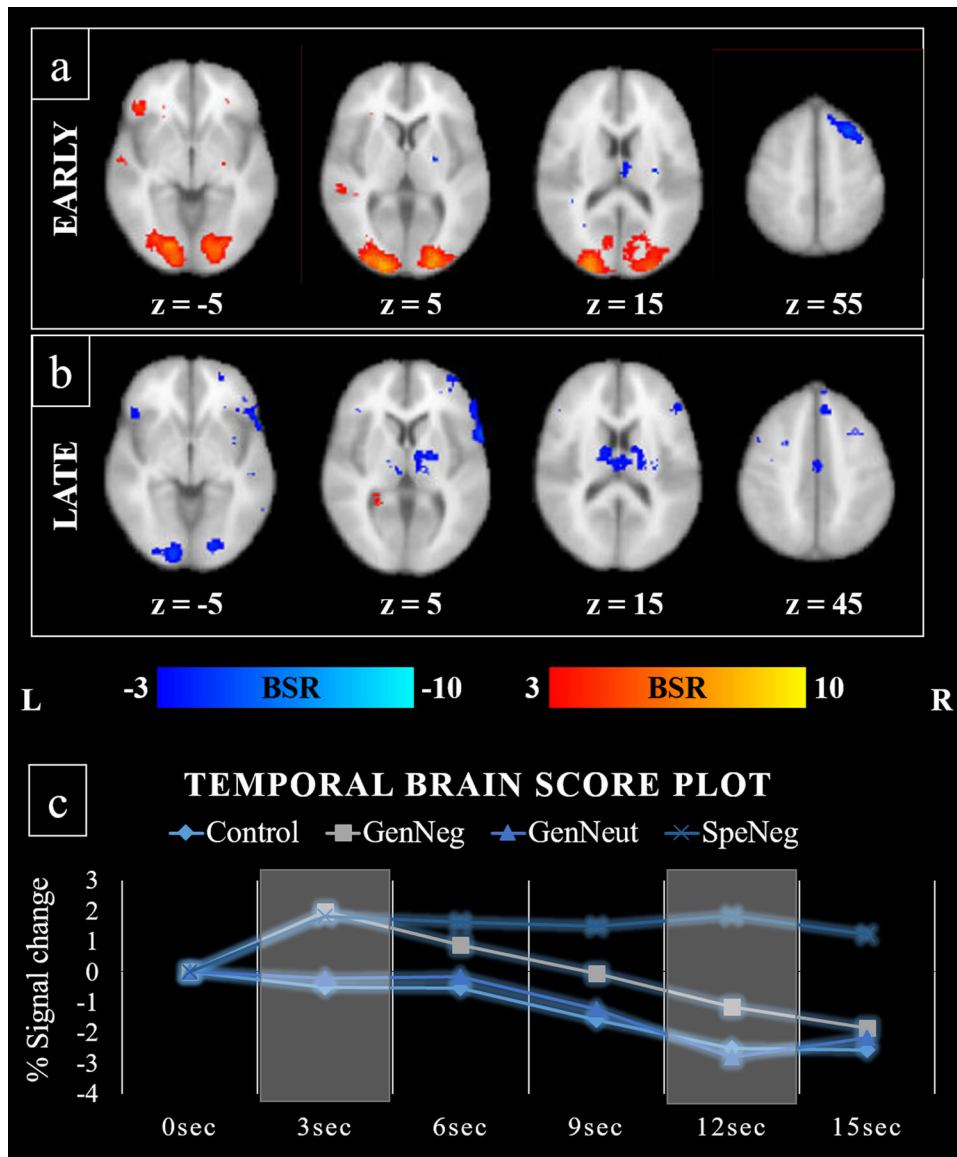 a
EARLY
z = -5 z = 5 z = 15 z = 55
b
LATE
z = -5 z = 5 z = 15 z = 45
L -3 BSR -10 3 BSR 10 R
c
TEMPORAL BRAIN SCORE PLOT
Control GenNeg GenNeut SpeNeg
% Signal change
3
2
1
0
-1
-2
-3
-4
0sec 3sec 6sec 9sec 12sec 15sec